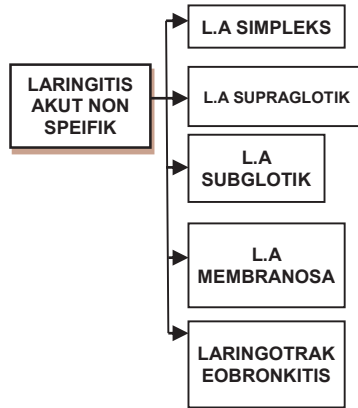 L.A SIMPLEKS
LARINGITIS
AKUT NON
SPEIFIK
L.A SUPRAGLOTIK
L.A
SUBGLOTIK
L.A
MEMBRANOSA
LARINGOTRAK
EOBRONKITIS